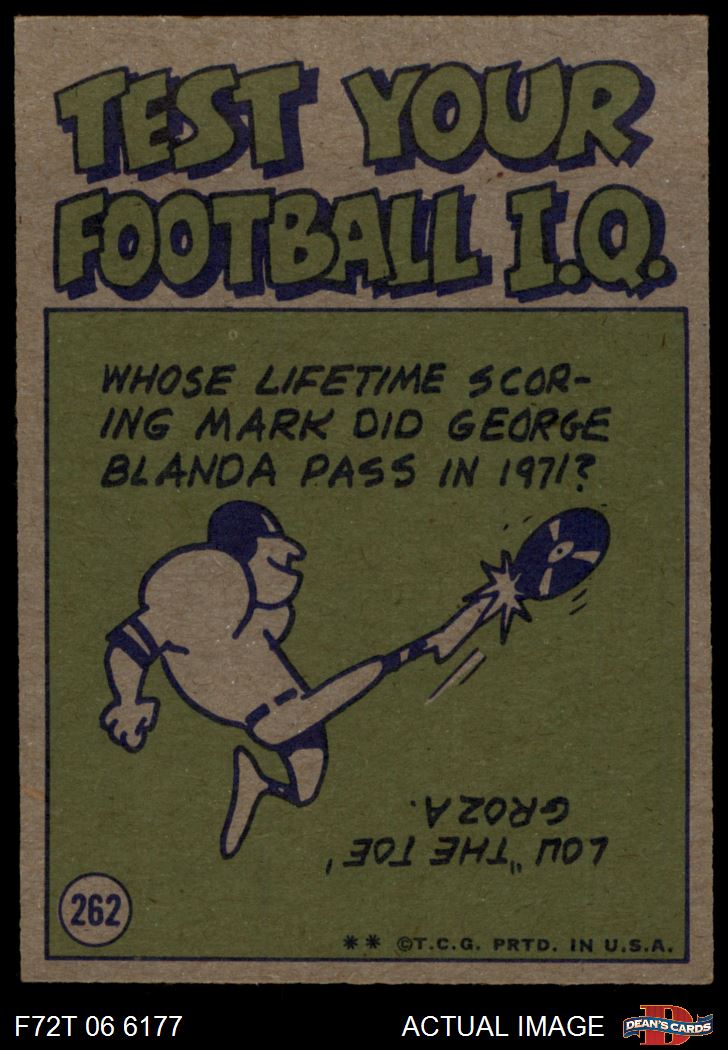 TEST YOUR
FOOTBALL I.Q.
WHOSE LIFETIME SCOR-
ING MARK DID GEORGE
BLANDA PASS IN 1971?
LOU "THE TOE'
GROZA.
262
** ©T.C.G. PRTD. IN U.S.A.
F72T 06 6177
ACTUAL IMAGE
D
DEAN'S CARDS